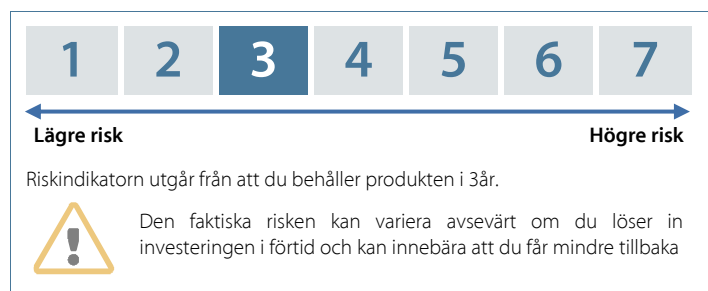 1 2 3 4 5 6 7
Lägre risk Högre risk
Riskindikatorn utgår från att du behåller produkten i 3år.
Den faktiska risken kan variera avsevärt om du löser in
investeringen i förtid och kan innebära att du får mindre tillbaka